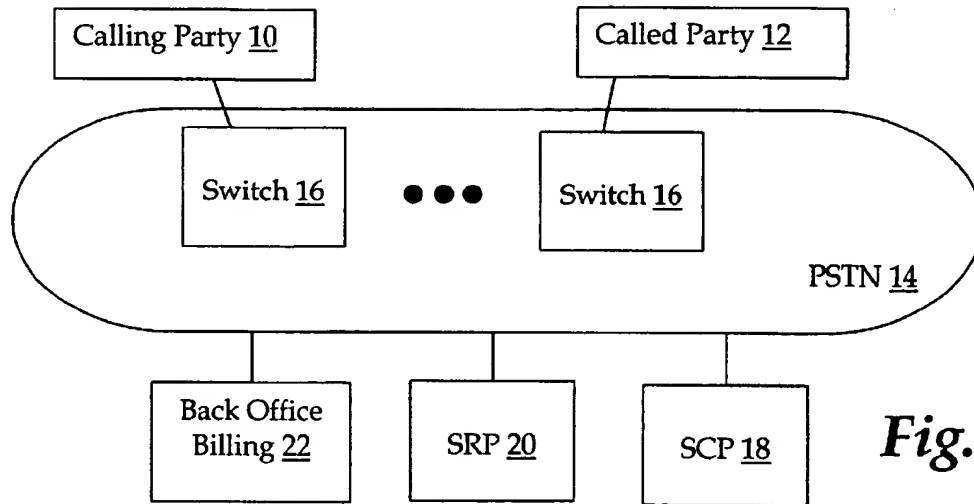 Calling Party 10
Called Party 12
Switch 16
Switch 16
PSTN 14
Back Office
Billing 22
SRP 20
SCP 18
Fig.